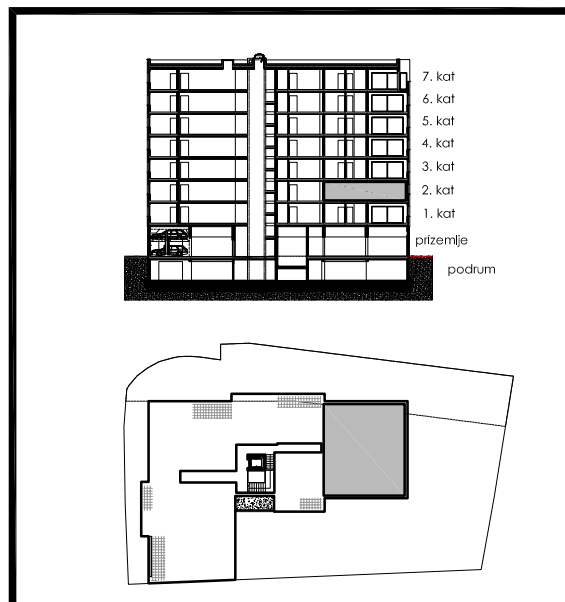 7. kat
6. kat
5. kat
4. kat
3. kat
2. kat
1. kat
prizemlje
podrum